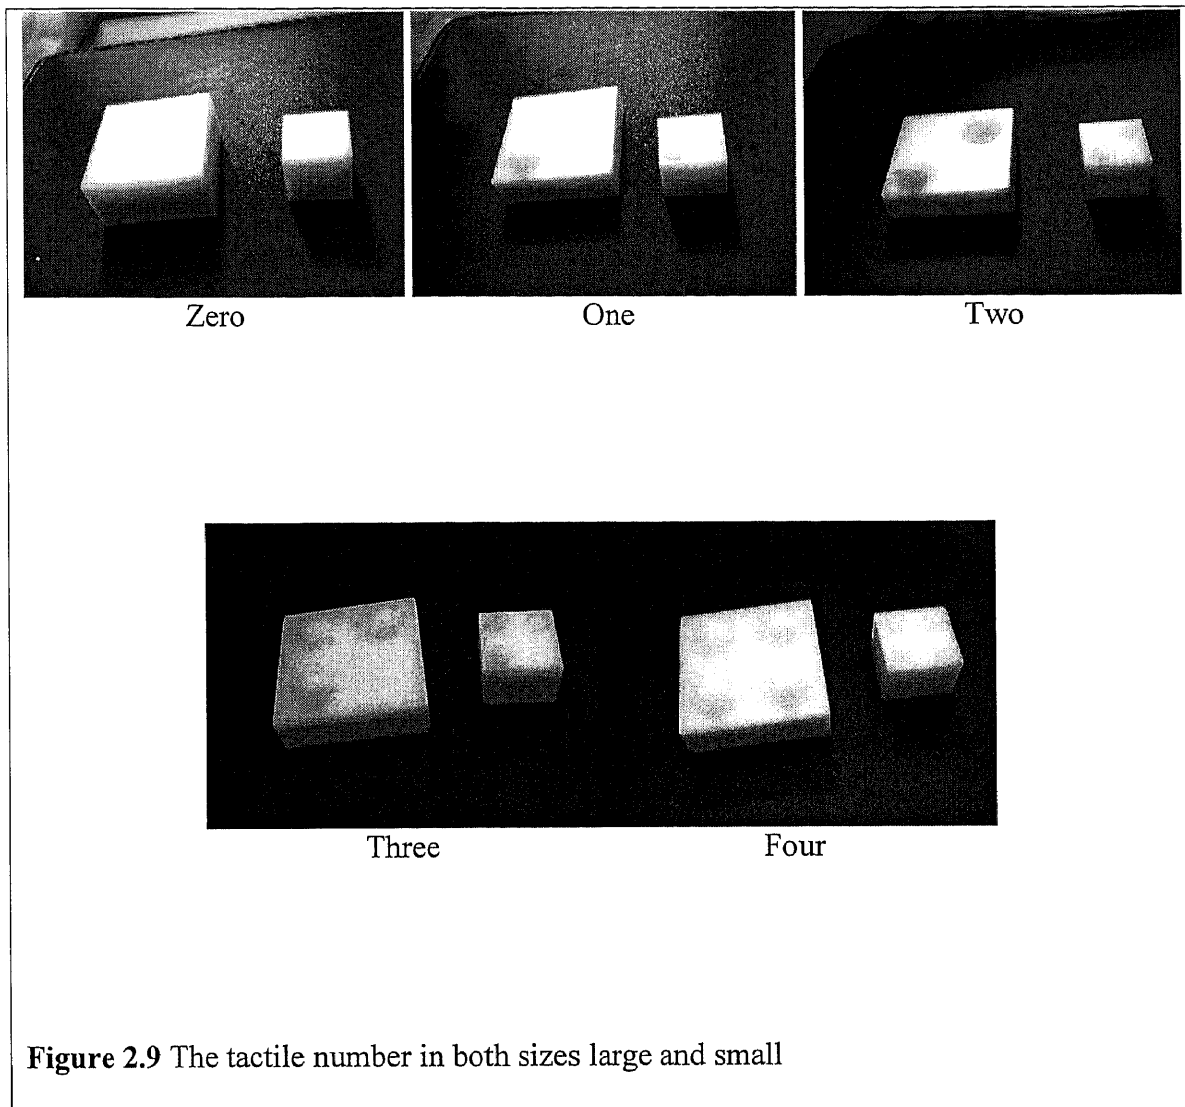 Zero
One
Two
Three
Four
Figure 2.9 The tactile number in both sizes large and small